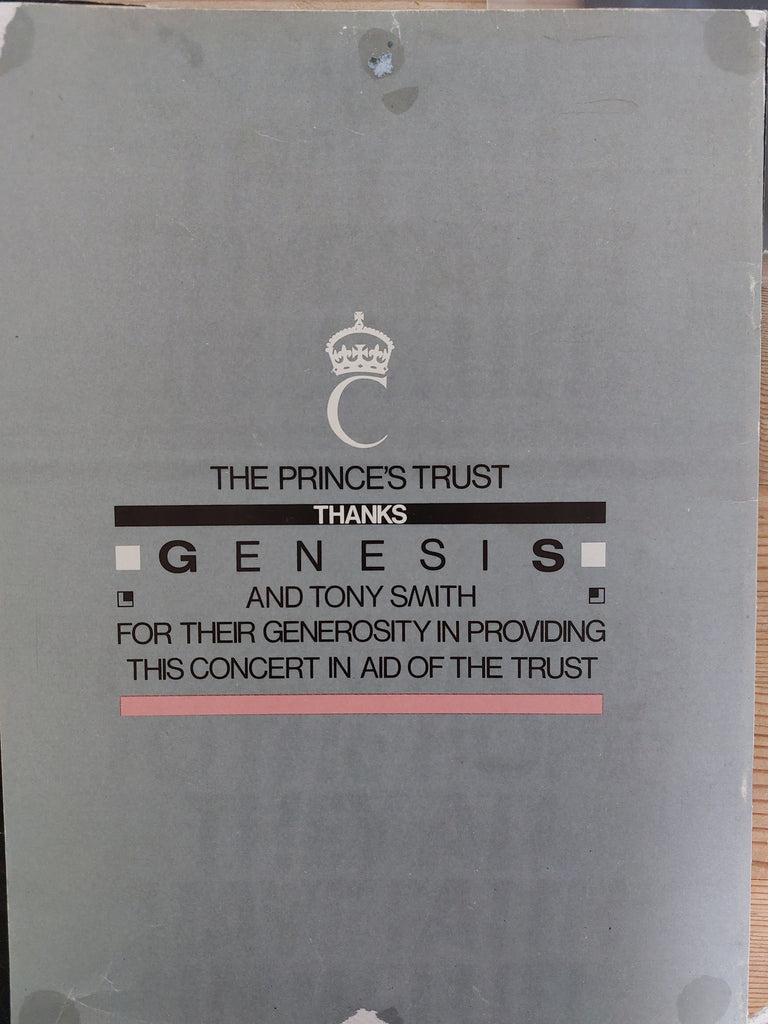 C
THE PRINCE'S TRUST
THANKS
GENESIS
AND TONY SMITH
FOR THEIR GENEROSITY IN PROVIDING
THIS CONCERT IN AID OF THE TRUST